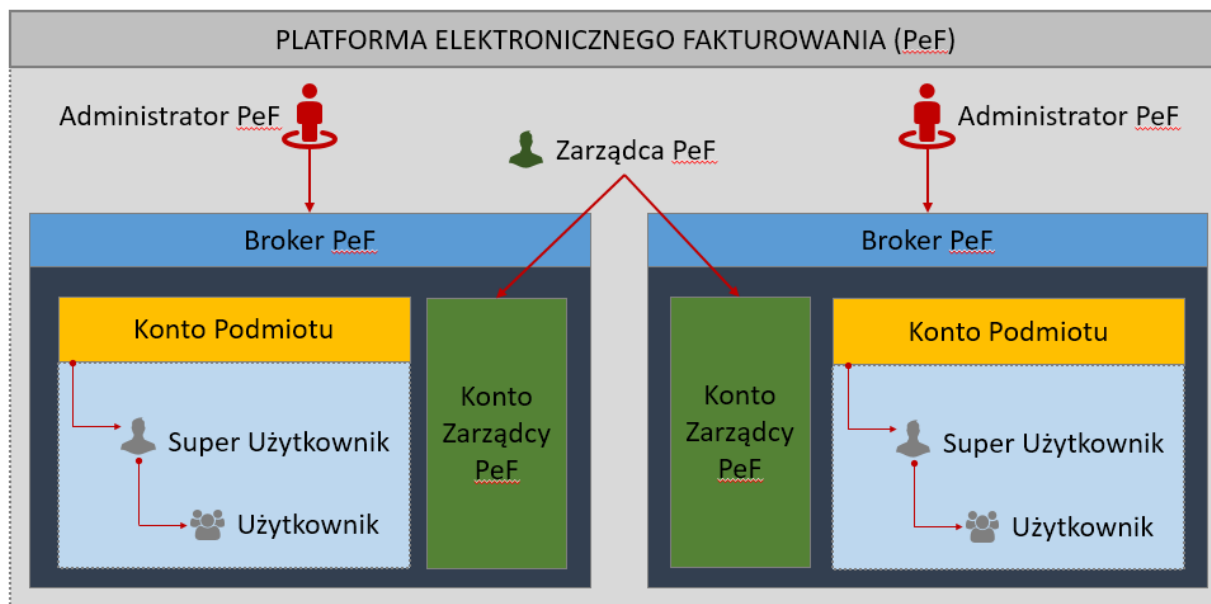 PLATFORMA ELEKTRONICZNEGO FAKTUROWANIA (PeF)
Administrator PeF
Zarządca PeF
Administrator PeF
Broker PeF
Konto Podmiotu
Super Użytkownik
Użytkownik
Konto
Zarządcy
PeF
Broker PeF
Konto
Zarządcy
PeF
Konto Podmiotu
Super Użytkownik
Użytkownik